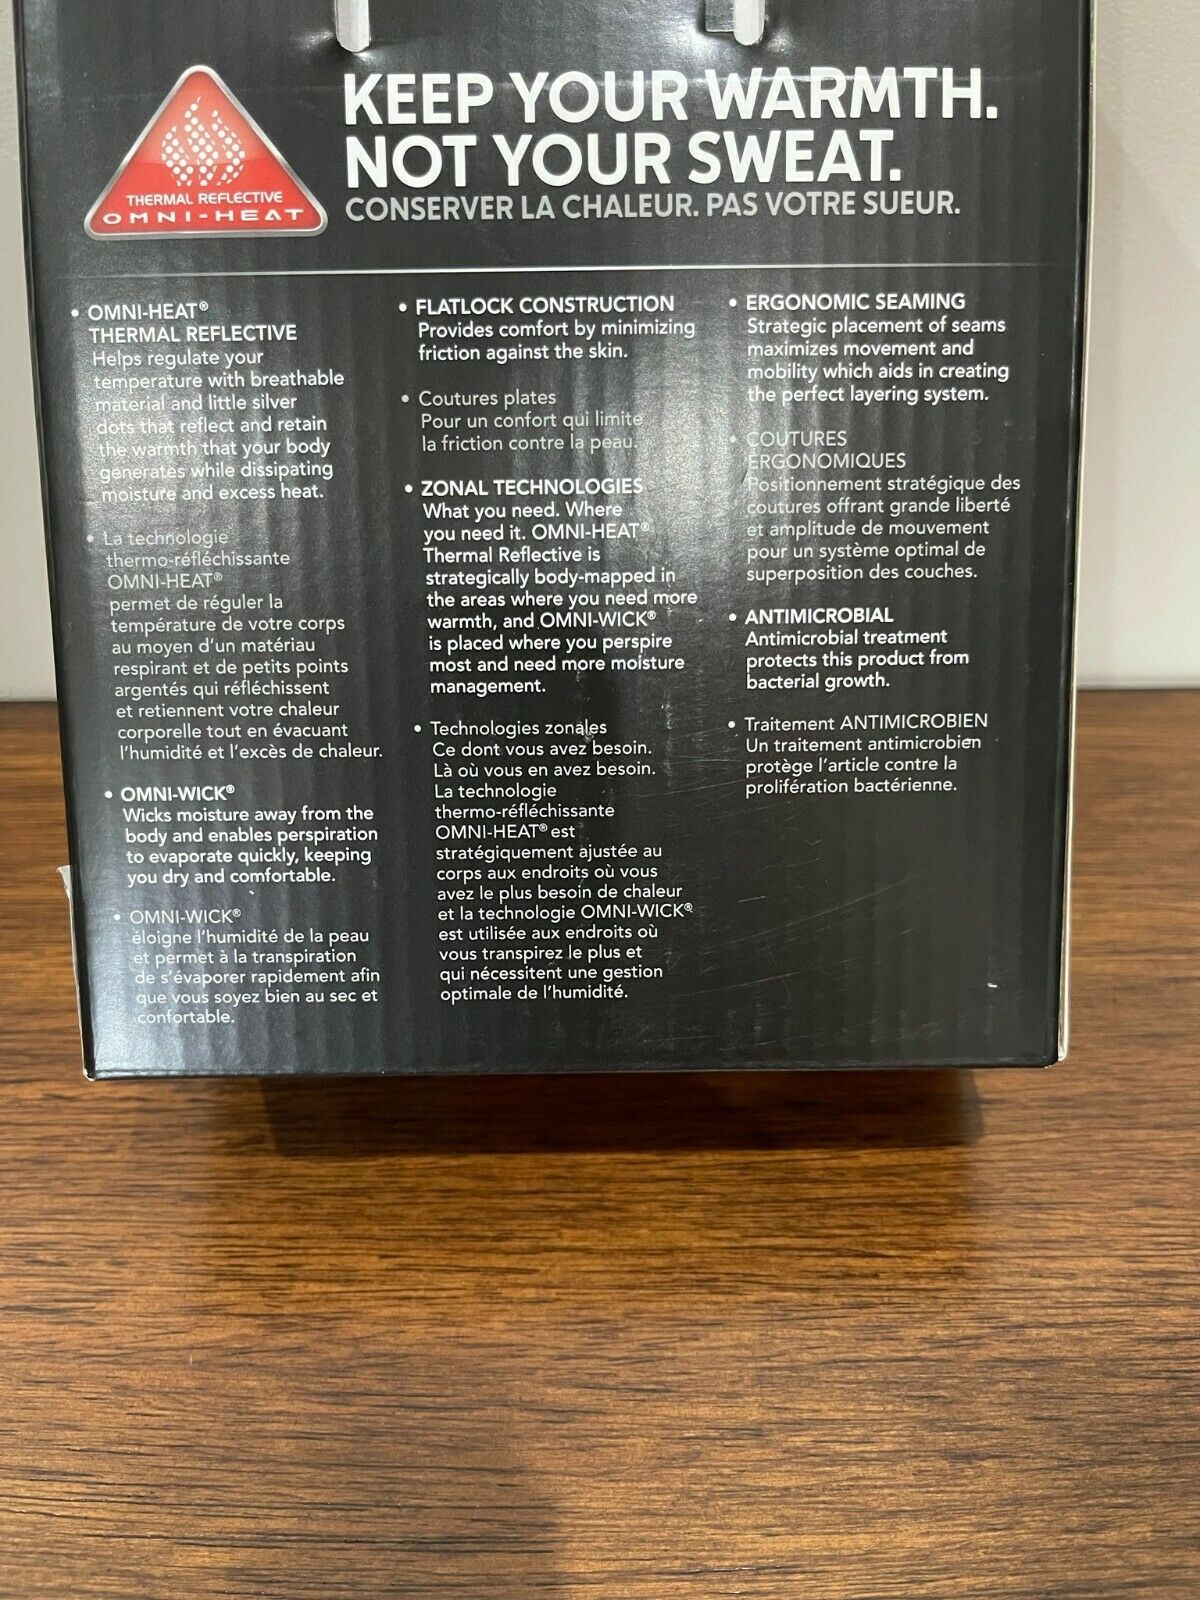 THERMAL REFLECTIVE
OMNI-HEAT
KEEP YOUR WARMTH.
NOT YOUR SWEAT.
CONSERVER LA CHALEUR. PAS VOTRE SUEUR.
• OMNI-HEAT®
THERMAL REFLECTIVE
Helps regulate your
temperature with breathable
material and little silver
dots that reflect and retain
the warmth that your body
generates while dissipating
moisture and excess heat.
• La technologie
thermo-réfléchissante
OMNI-HEAT®
permet de réguler la
température de votre corps
au moyen d'un matériau
respirant et de petits points
argentés qui réfléchissent
et retiennent votre chaleur
corporelle tout en évacuant
l'humidité et l'excès de chaleur.
• OMNI-WICK®
Wicks moisture away from the
body and enables perspiration
to evaporate quickly, keeping
you dry and comfortable.
• OMNI-WICK®
éloigne l'humidité de la peau
et permet à la transpiration
de s'évaporer rapidement afin
que vous soyez bien au sec et
confortable.
• FLATLOCK CONSTRUCTION
Provides comfort by minimizing
friction against the skin.
• Coutures plates
Pour un confort qui limite
la friction contre la peau.
• ZONAL TECHNOLOGIES
What you need. Where
you need it. OMNI-HEAT®
Thermal Reflective is
strategically body-mapped in
the areas where you need more
warmth, and OMNI-WICK®
is placed where you perspire
most and need more moisture
management.
• Technologies zonales
Ce dont vous avez besoin.
Là où vous en avez besoin.
La technologie
thermo-réfléchissante
OMNI-HEAT® est
stratégiquement ajustée au
corps aux endroits où vous
avez le plus besoin de chaleur
et la technologie OMNI-WICK®
est utilisée aux endroits où
vous transpirez le plus et
qui nécessitent une gestion
optimale de l'humidité.
• ERGONOMIC SEAMING
Strategic placement of seams
maximizes movement and
mobility which aids in creating
the perfect layering system.
• COUTURES
ERGONOMIQUES
Positionnement stratégique des
coutures offrant grande liberté
et amplitude de mouvement
pour un système optimal de
superposition des couches.
• ANTIMICROBIAL
Antimicrobial treatment
protects this product from
bacterial growth.
• Traitement ANTIMICROBIEN
Un traitement antimicrobien
protège l'article contre la
prolifération bactérienne.